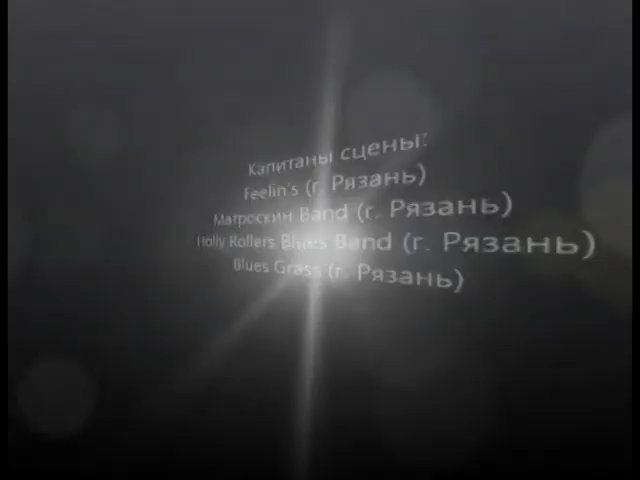 Капитаны сцены:
Feelin's (г. Рязань)
Матроскин Band (г. Рязань)
Holly Rollers Blues Band (г. Рязань)
Blues Grass (г. Рязань)